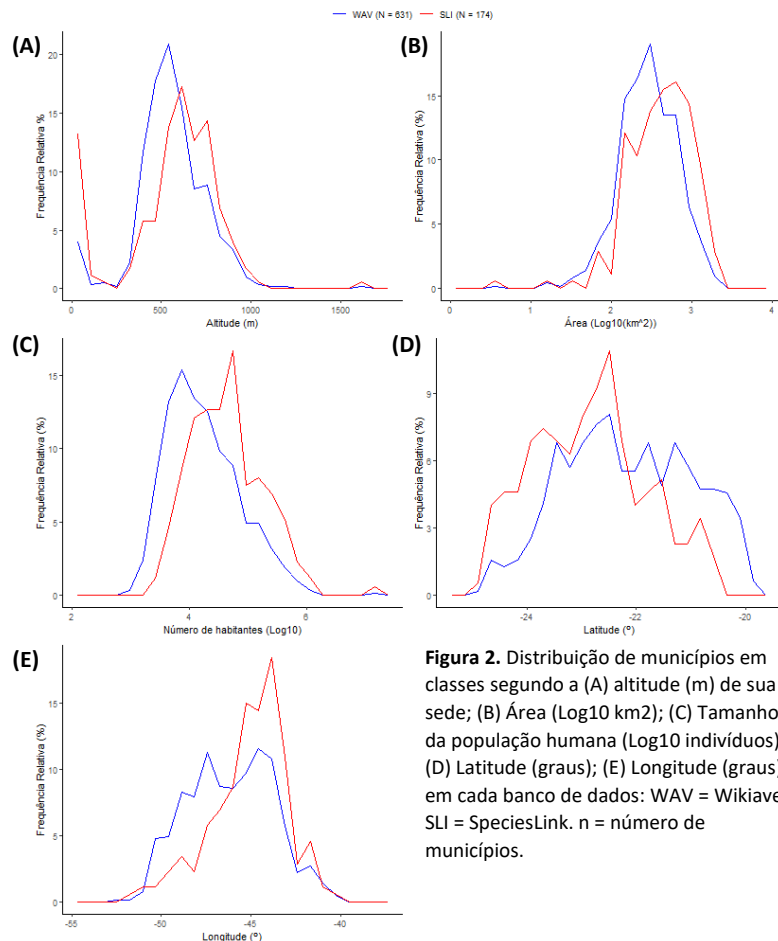 WAV (N = 631) SLI (N = 174)
(A)
Frequência Relativa %
20
15
10
5
0
0 500 1000 1500
Altitude (m)
(B)
Frequência Relativa (%)
15
10
5
0
0 1 2 3 4
Área (Log10(km^2))
(C)
Frequência Relativa (%)
15
10
5
0
2 4 6
Número de habitantes (Log10)
(D)
Frequência Relativa (%)
9
6
3
0
-24 -22 -20
Latitude (º)
(E)
Frequência Relativa (%)
15
10
5
0
-55 -50 -45 -40
Longitude (º)
Figura 2. Distribuição de municípios em
classes segundo a (A) altitude (m) de sua
sede; (B) Área (Log10 km2); (C) Tamanho
da população humana (Log10 indivíduos)
(D) Latitude (graus); (E) Longitude (graus)
em cada banco de dados: WAV = Wikiave
SLI = SpeciesLink. n = número de
municípios.